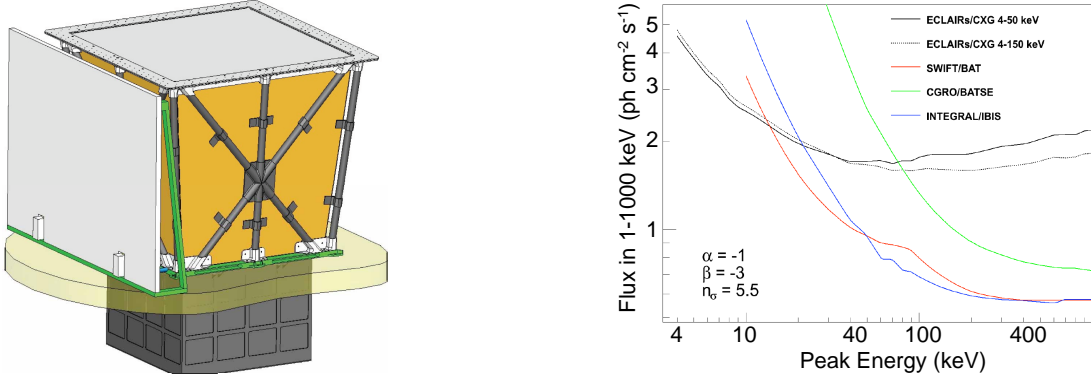 Flux in 1-1000 keV (ph cm⁻² s⁻¹)
5
4
3
2
1
ECLAIRs/CXG 4-50 keV
ECLAIRs/CXG 4-150 keV
SWIFT/BAT
CGRO/BATSE
INTEGRAL/IBIS
α = -1
β = -3
nσ = 5.5
4 10 40 100 400
Peak Energy (keV)